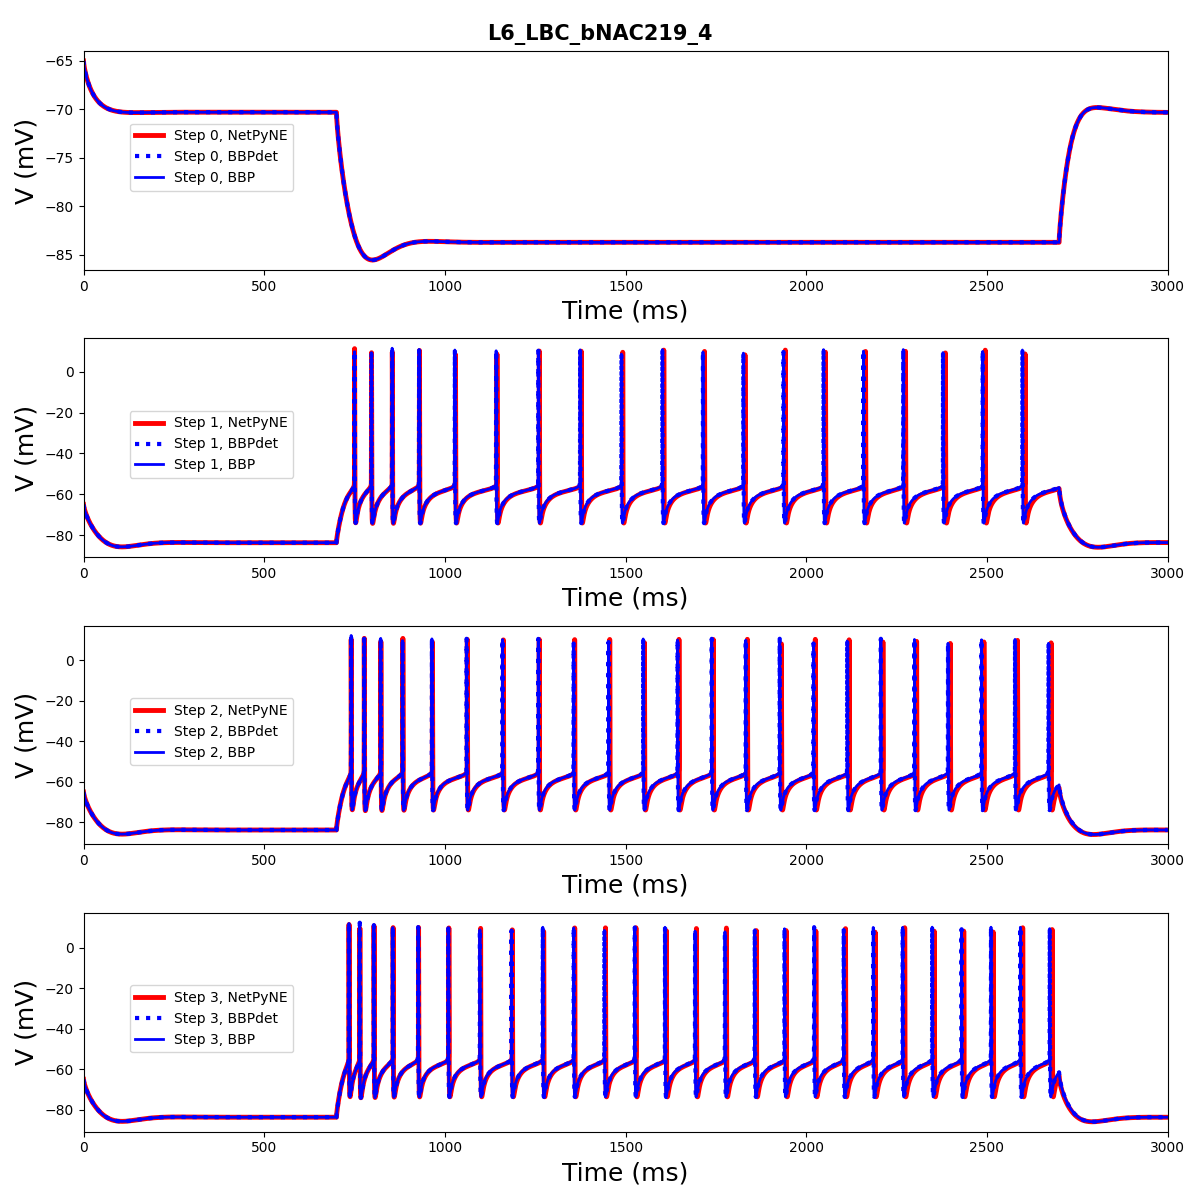 L6_LBC_bNAC219_4
−65
−70
−75
−80
−85
V (mV)
Step 0, NetPyNE
Step 0, BBPdet
Step 0, BBP
0 500 1000 1500 2000 2500 3000
Time (ms)
0
−20
−40
−60
−80
V (mV)
Step 1, NetPyNE
Step 1, BBPdet
Step 1, BBP
0 500 1000 1500 2000 2500 3000
Time (ms)
0
−20
−40
−60
−80
V (mV)
Step 2, NetPyNE
Step 2, BBPdet
Step 2, BBP
0 500 1000 1500 2000 2500 3000
Time (ms)
0
−20
−40
−60
−80
V (mV)
Step 3, NetPyNE
Step 3, BBPdet
Step 3, BBP
0 500 1000 1500 2000 2500 3000
Time (ms)